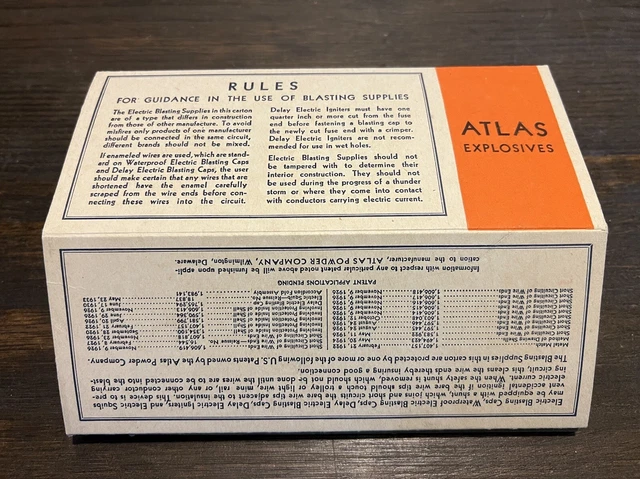 RULES
FOR GUIDANCE IN THE USE OF BLASTING SUPPLIES
The Electric Blasting Supplies in this carton
are of a type that differs in construction
from those of other manufacture. To avoid
misfires only products of one manufacturer
should be connected in the same circuit,
different brands should not be mixed.
If enameled wires are used, which are stand-
ard on Waterproof Electric Blasting Caps
and Delay Electric Blasting Caps, the user
should make certain that any wires that are
shortened have the enamel carefully
scraped from the wire ends before con-
necting these wires into the circuit.
Delay Electric Igniters must have one
quarter inch or more cut from the fuse
end before fastening a blasting cap to
the newly cut fuse end with a crimper.
Delay Electric Igniters are not recom-
mended for use in wet holes.
Electric Blasting Supplies should not
be tampered with to determine their
interior construction. They should not
be used during the progress of a thunder
storm or where they come into contact
with conductors carrying electric current.
ATLAS
EXPLOSIVES
Electric Blasting Caps, Waterproof Electric Blasting Caps, Delay Electric Blasting Caps, Delay Electric Igniters and Electric Squibs
may be equipped with a shunt, which joins and short circuits the bare wire tips adjacent to the insulation. This device is to pre-
vent accidental ignition if the bare wire tips should touch a trolley or light wire, mine rail, or any other conductor carrying
electric current. When the safety shunt is removed, which should not be done until the wires are to be connected into the blast-
ing circuit, this cleans the wire ends thereby insuring a good connection.
The Blasting Supplies in this carton are protected by one or more of the following U. S. Patents owned by the Atlas Powder Company.
PATENT APPLICATION PENDING
Information with respect to any particular patent noted above will be furnished upon appli-
cation to the manufacturer, ATLAS POWDER COMPANY, Wilmington, Delaware.